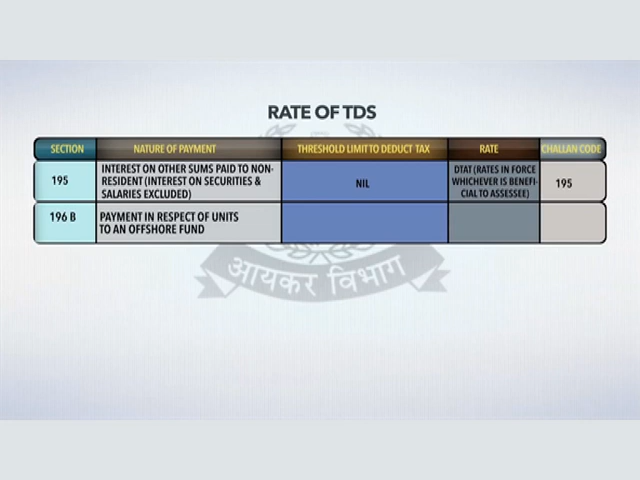 RATE OF TDS
SECTION NATURE OF PAYMENT THRESHOLD LIMIT TO DEDUCT TAX RATE CHALLAN CODE
195
INTEREST ON OTHER SUMS PAID TO NON-
RESIDENT (INTEREST ON SECURITIES &
SALARIES EXCLUDED)
NIL
DTAT (RATES IN FORCE
WHICHEVER IS BENEFI-
CIAL TO ASSESSEE)
195
196 B
PAYMENT IN RESPECT OF UNITS
TO AN OFFSHORE FUND
आयकर विभाग